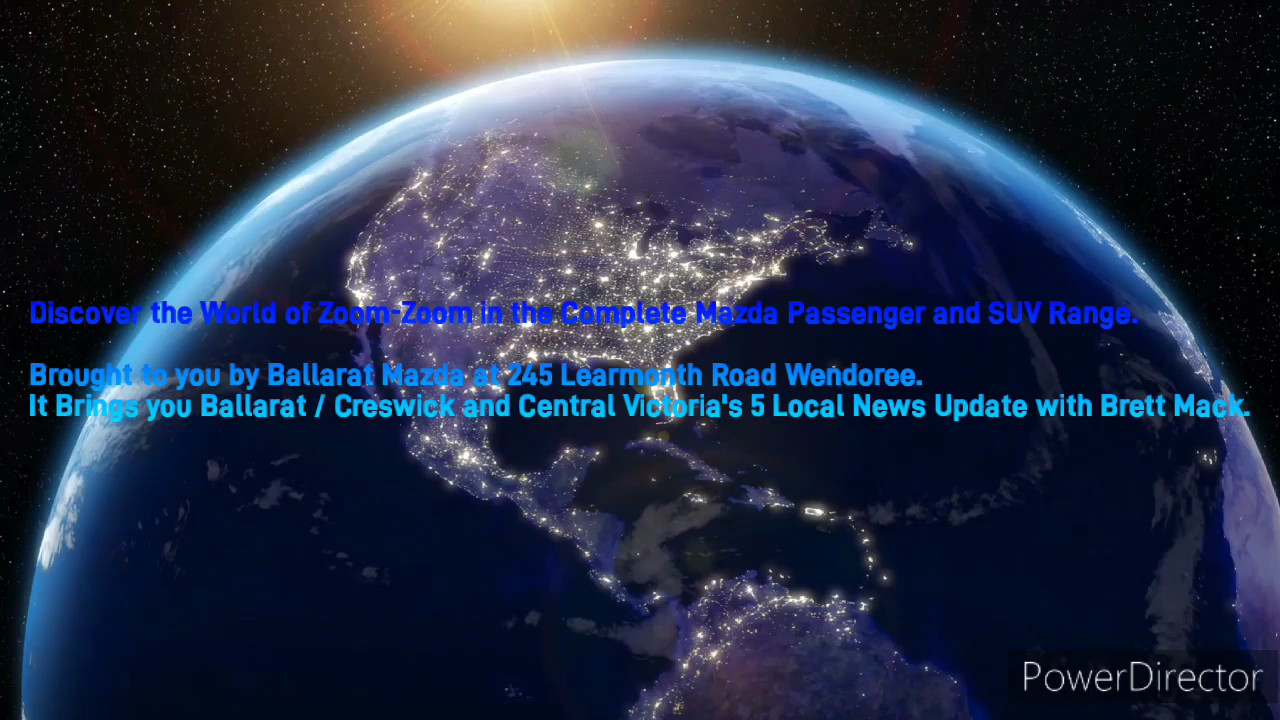 Discover the World of Zoom-Zoom in the Complete Mazda Passenger and SUV Range.
Brought to you by Ballarat Mazda at 245 Learmonth Road Wendoree.
It Brings you Ballarat / Creswick and Central Victoria's 5 Local News Update with Brett Mack.
PowerDirector